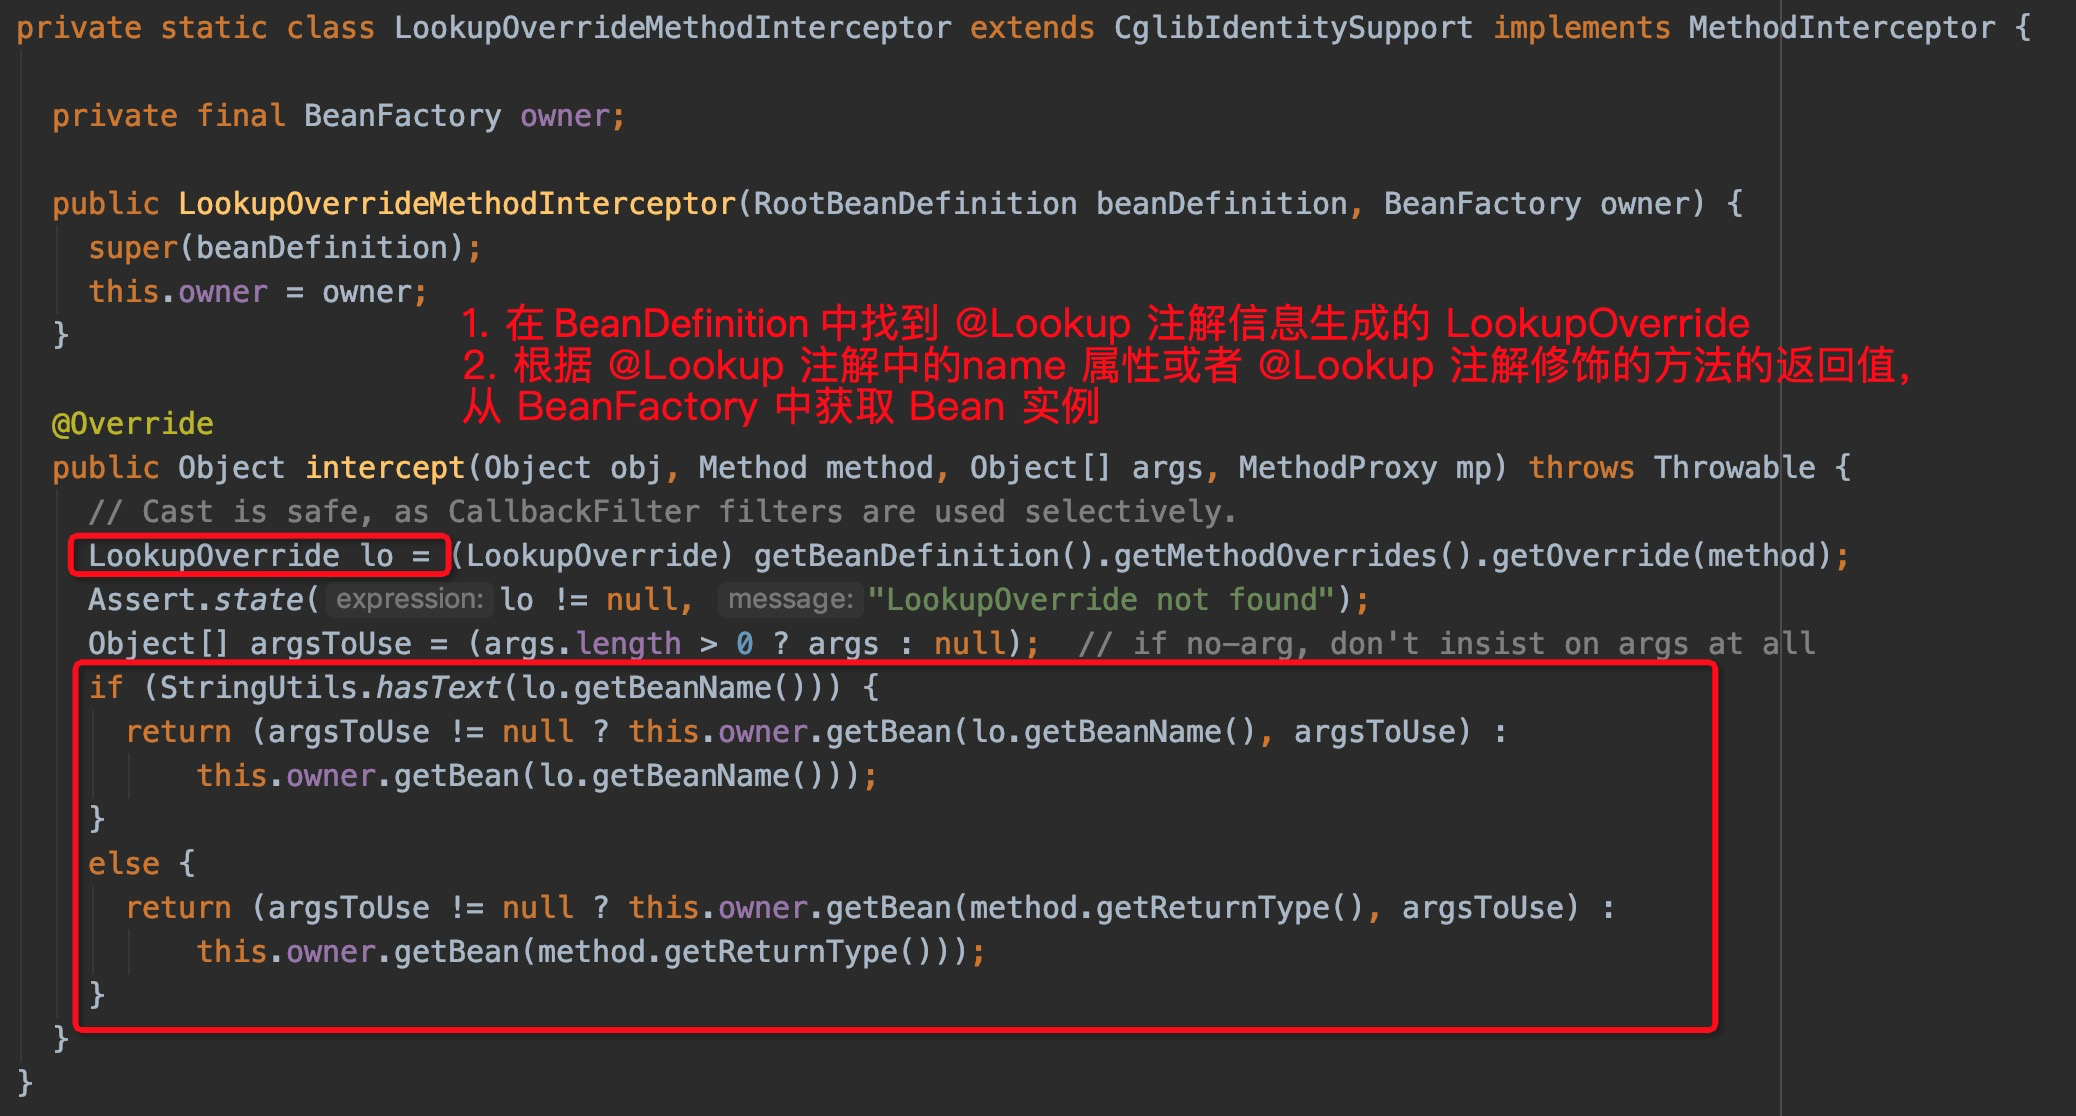 private static class LookupOverrideMethodInterceptor extends CglibIdentitySupport implements MethodInterceptor {
private final BeanFactory owner;
public LookupOverrideMethodInterceptor(RootBeanDefinition beanDefinition, BeanFactory owner) {
super(beanDefinition);
this.owner = owner;
}
1. 在 BeanDefinition 中找到 @Lookup 注解信息生成的 LookupOverride
2. 根据 @Lookup 注解中的name 属性或者 @Lookup 注解修饰的方法的返回值,
从 BeanFactory 中获取 Bean 实例
@Override
public Object intercept(Object obj, Method method, Object[] args, MethodProxy mp) throws Throwable {
// Cast is safe, as CallbackFilter filters are used selectively.
LookupOverride lo = (LookupOverride) getBeanDefinition().getMethodOverrides().getOverride(method);
Assert.state( expression: lo != null, message: "LookupOverride not found");
Object[] argsToUse = (args.length > 0 ? args : null); // if no-arg, don't insist on args at all
if (StringUtils.hasText(lo.getBeanName())) {
return (argsToUse != null ? this.owner.getBean(lo.getBeanName(), argsToUse) :
this.owner.getBean(lo.getBeanName()));
}
else {
return (argsToUse != null ? this.owner.getBean(method.getReturnType(), argsToUse) :
this.owner.getBean(method.getReturnType()));
}
}
}